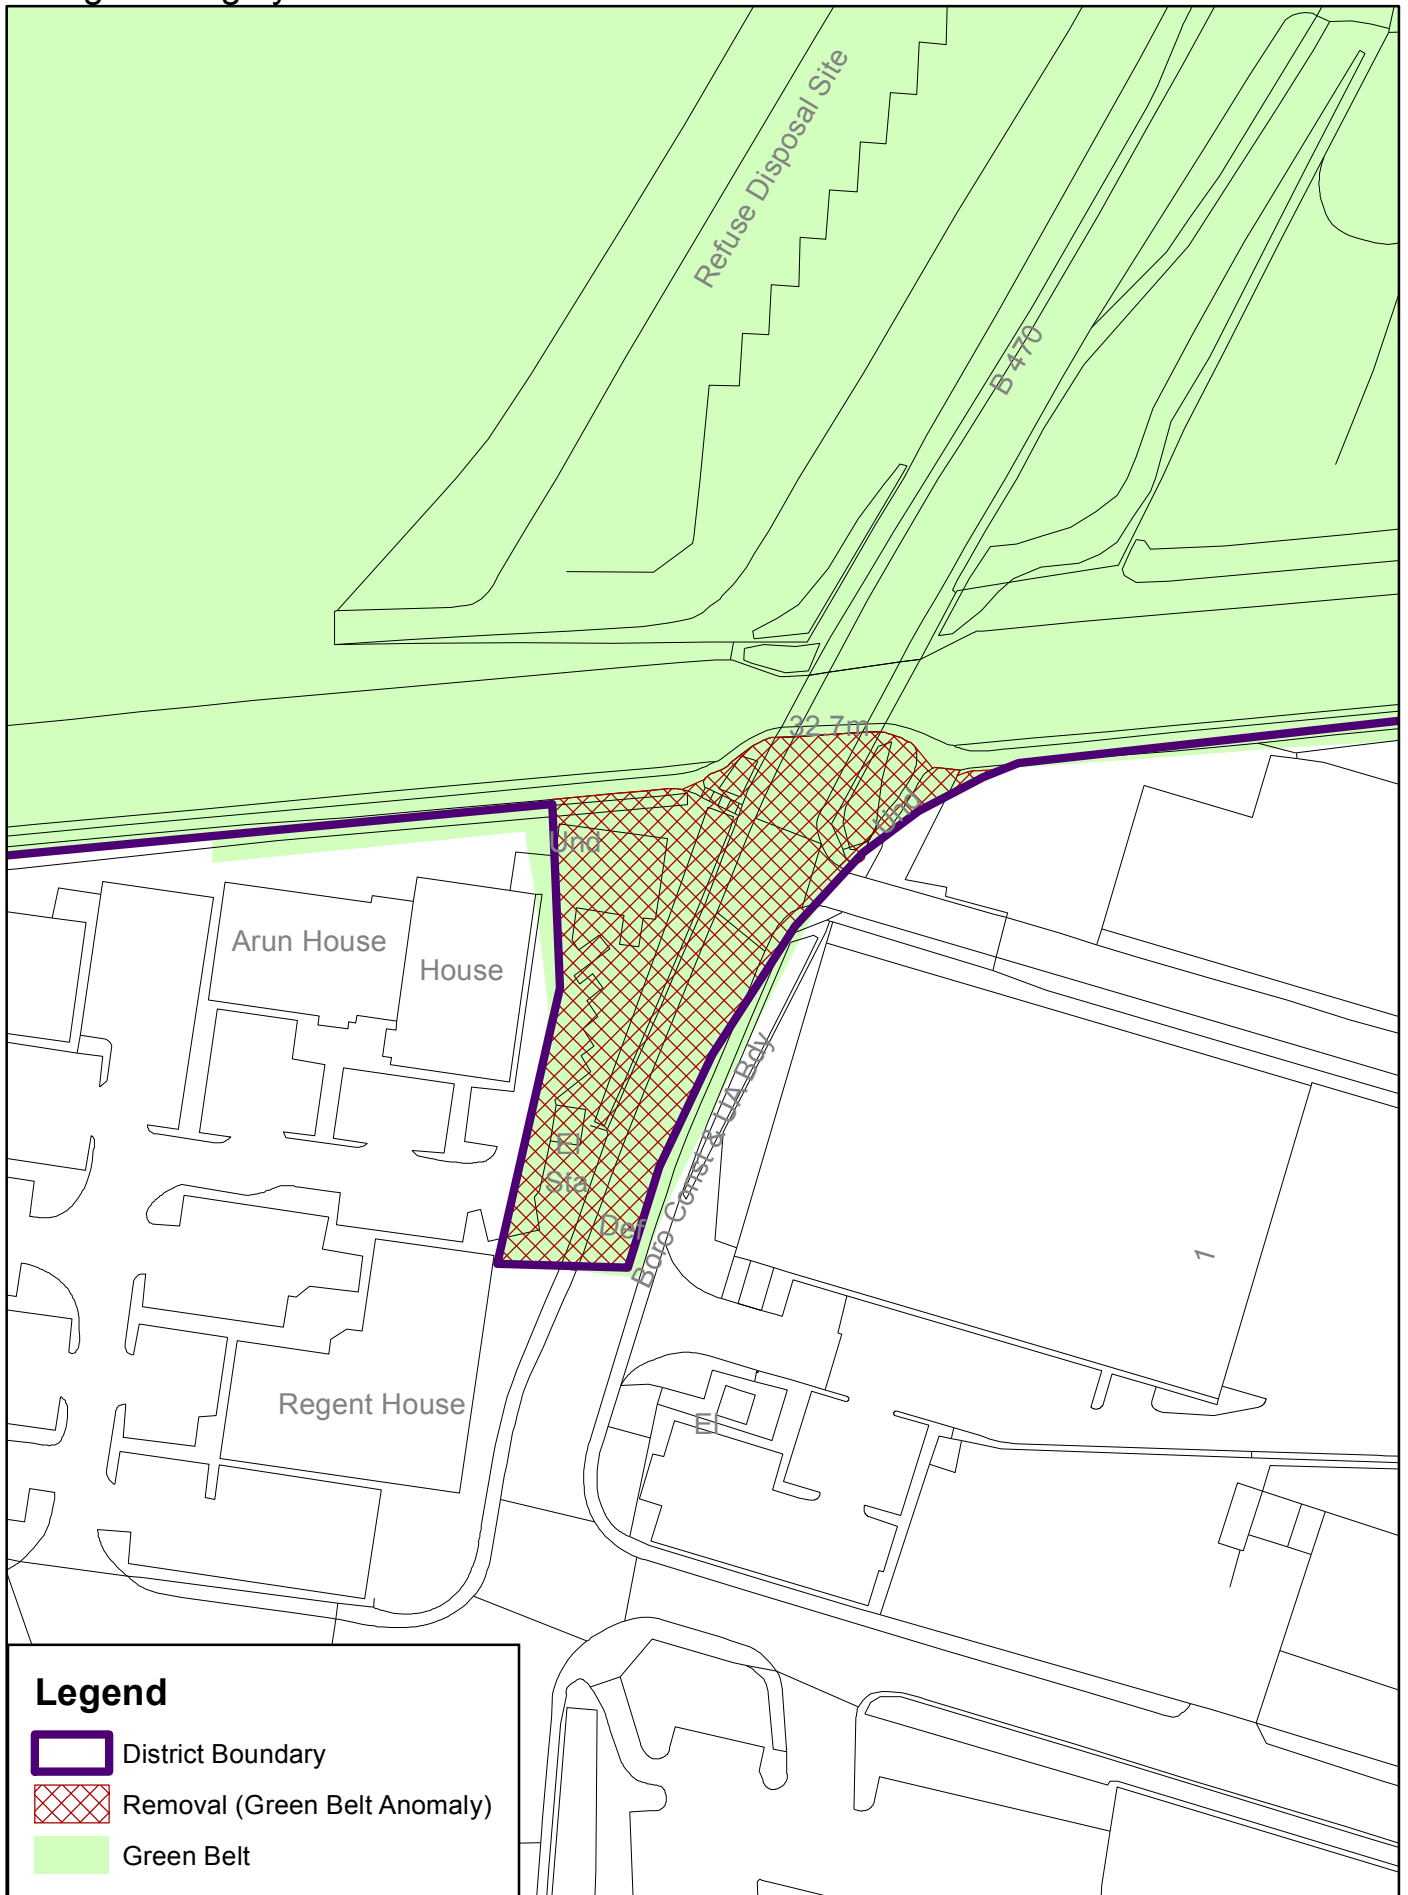 Refuse Disposal Site
B 470
32.7m
Und
Und
Arun House
House
Boro Const & UA Bdy
El
Sta
Def
1
Regent House
El
Legend
District Boundary
Removal (Green Belt Anomaly)
Green Belt